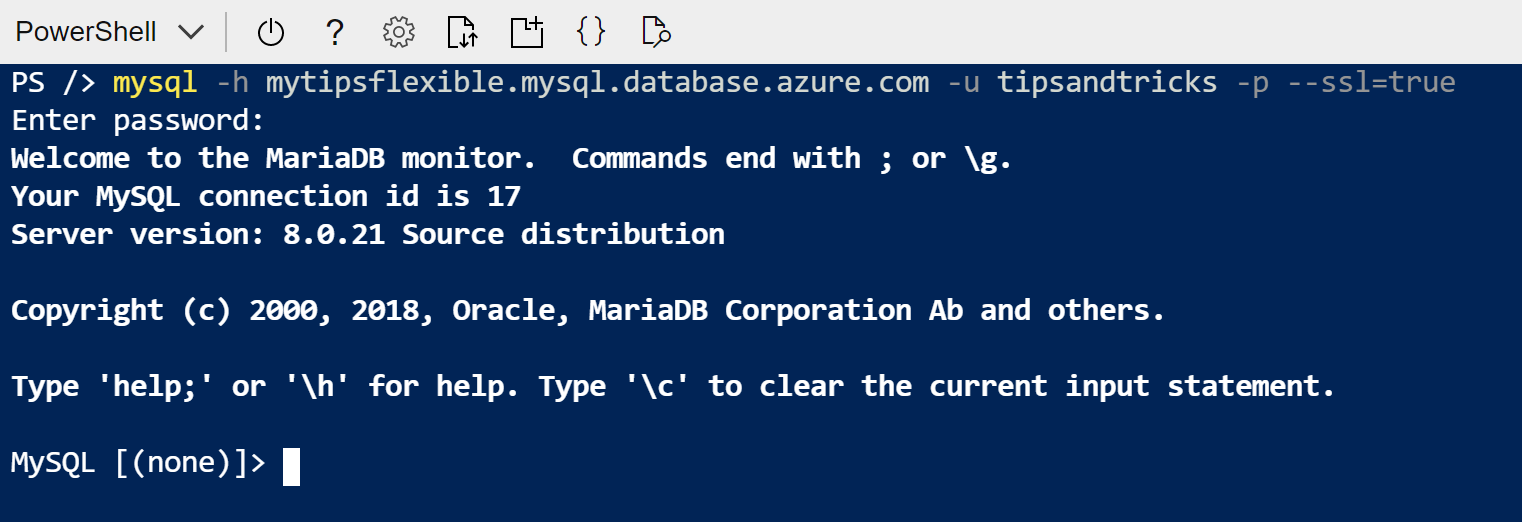 PowerShell
PS /> mysql -h mytipsflexible.mysql.database.azure.com -u tipsandtricks -p --ssl=true
Enter password:
Welcome to the MariaDB monitor.  Commands end with ; or \g.
Your MySQL connection id is 17
Server version: 8.0.21 Source distribution
Copyright (c) 2000, 2018, Oracle, MariaDB Corporation Ab and others.
Type 'help;' or '\h' for help. Type '\c' to clear the current input statement.
MySQL [(none)]>